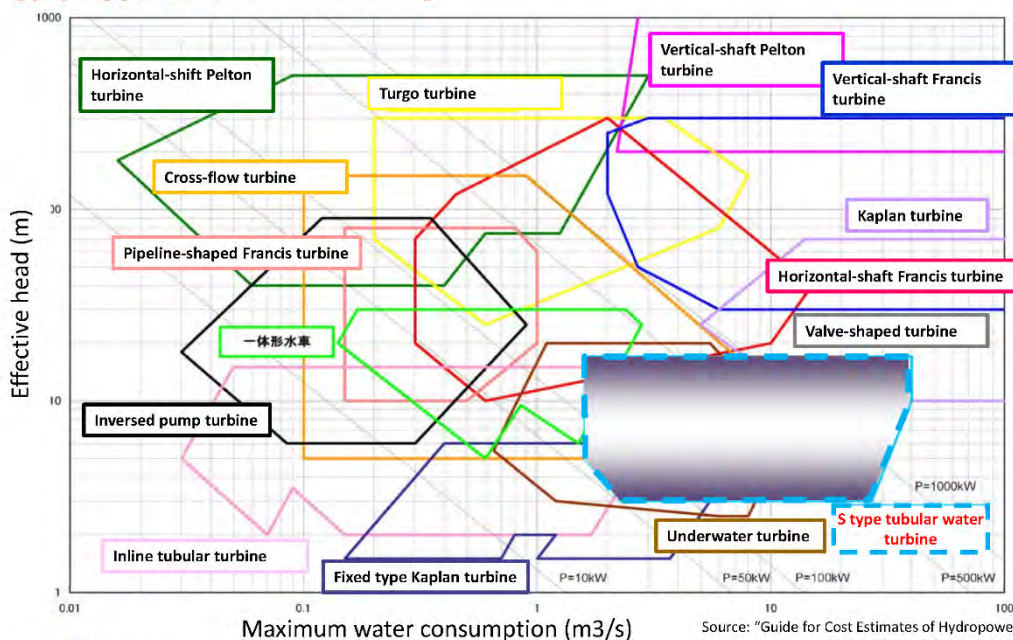 1000
Vertical-shaft Pelton
turbine
Horizontal-shift Pelton
turbine
Vertical-shaft Francis
turbine
Turgo turbine
Cross-flow turbine
00
Kaplan turbine
Pipeline-shaped Francis turbine
Horizontal-shaft Francis turbine
Effective head (m)
一体形水車
Valve-shaped turbine
10
Inversed pump turbine
P=1000kW
S type tubular water
turbine
Underwater turbine
Inline tubular turbine
Fixed type Kaplan turbine
P=10kW
P=50kW
P=100kW
P=500kW
1
0.01
0.1
1
10
100
Maximum water consumption (m3/s)
Source: "Guide for Cost Estimates of Hydropowe